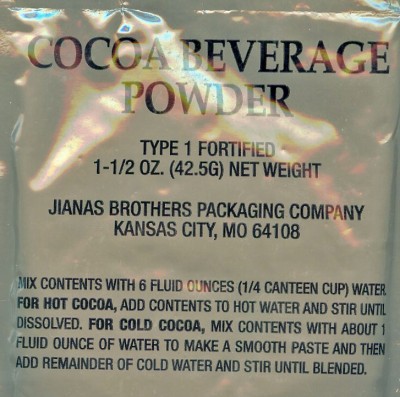 COCOA BEVERAGE
POWDER
TYPE 1 FORTIFIED
1-1/2 OZ. (42.5G) NET WEIGHT
JIANAS BROTHERS PACKAGING COMPANY
KANSAS CITY, MO 64108
MIX CONTENTS WITH 6 FLUID OUNCES (1/4 CANTEEN CUP) WATER.
FOR HOT COCOA, ADD CONTENTS TO HOT WATER AND STIR UNTIL
DISSOLVED. FOR COLD COCOA, MIX CONTENTS WITH ABOUT 1
FLUID OUNCE OF WATER TO MAKE A SMOOTH PASTE AND THEN
ADD REMAINDER OF COLD WATER AND STIR UNTIL BLENDED.